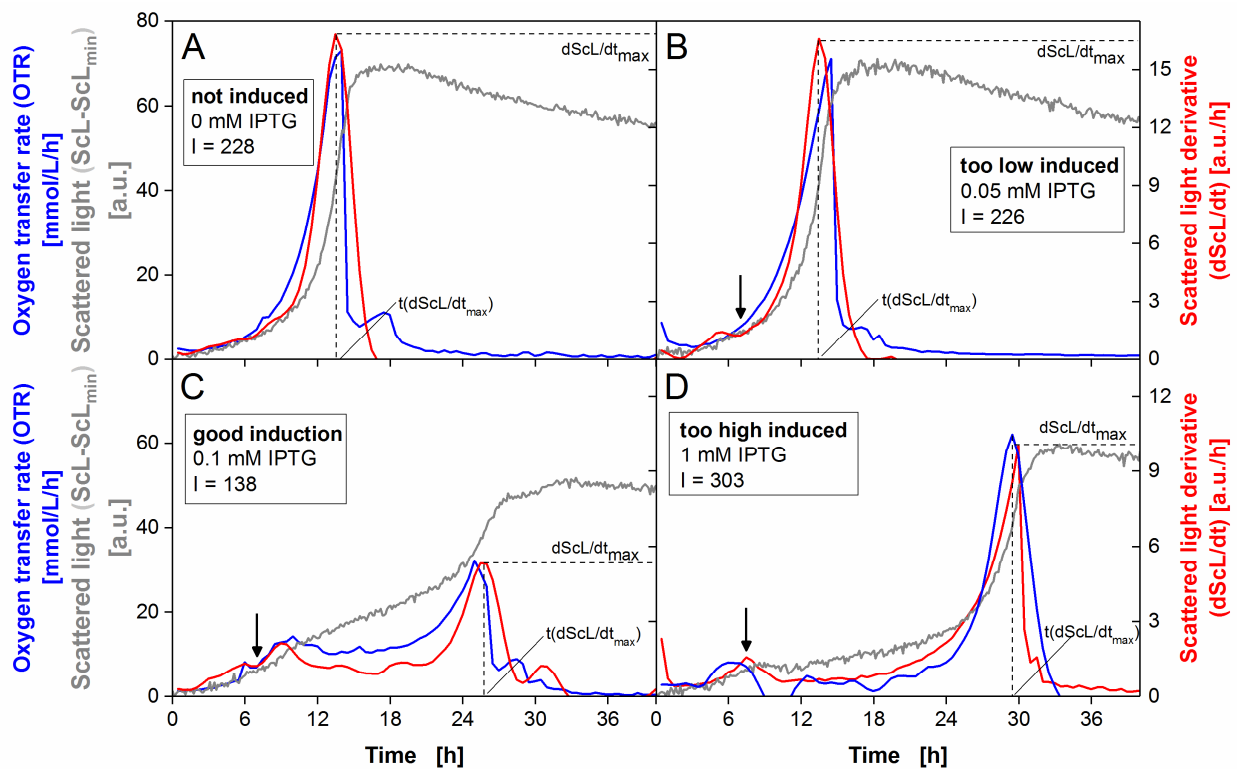 Oxygen transfer rate (OTR)
[mmol/L/h]
Scattered light (ScL-ScLmin)
[a.u.]
80
60
40
20
0
A
not induced
0 mM IPTG
I = 228
dScL/dtmax
t(dScL/dtmax)
B
too low induced
0.05 mM IPTG
I = 226
dScL/dtmax
t(dScL/dtmax)
15
12
9
6
3
0
Scattered light derivative
(dScL/dt) [a.u./h]
Oxygen transfer rate (OTR)
[mmol/L/h]
Scattered light (ScL-ScLmin)
[a.u.]
60
40
20
0
C
good induction
0.1 mM IPTG
I = 138
dScL/dtmax
t(dScL/dtmax)
D
too high induced
1 mM IPTG
I = 303
dScL/dtmax
t(dScL/dtmax)
12
9
6
3
0
Scattered light derivative
(dScL/dt) [a.u./h]
0 6 12 18 24 30 36
0 6 12 18 24 30 36
Time [h]
Time [h]